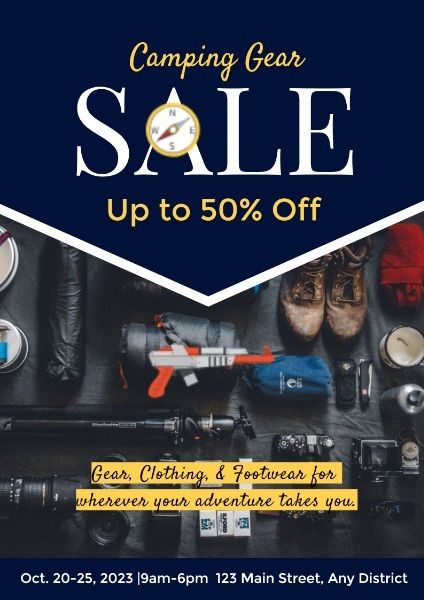 Camping Gear
SALE
N
W E
S
Up to 50% Off
Gear, Clothing, & Footwear for
wherever your adventure takes you.
Oct. 20-25, 2023 |9am-6pm 123 Main Street, Any District